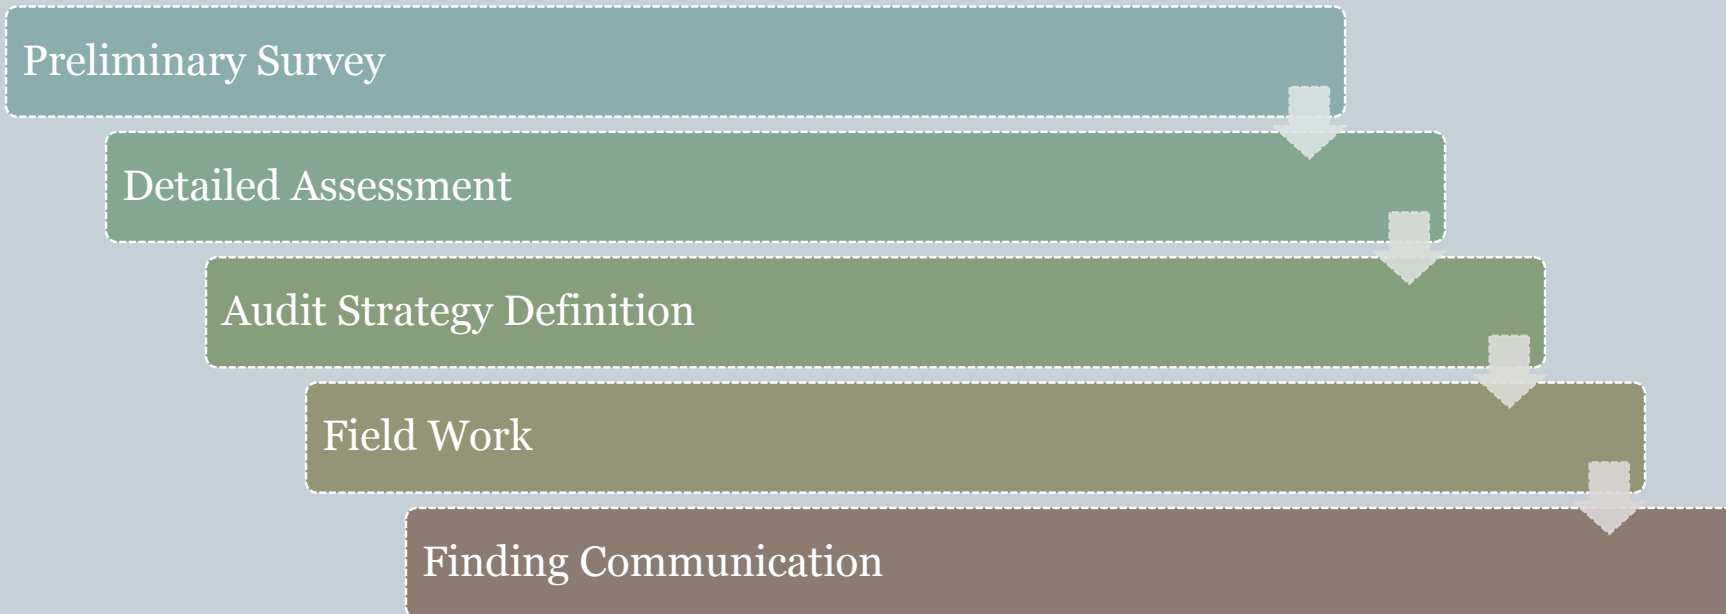 Preliminary Survey
Detailed Assessment
Audit Strategy Definition
Field Work
Finding Communication